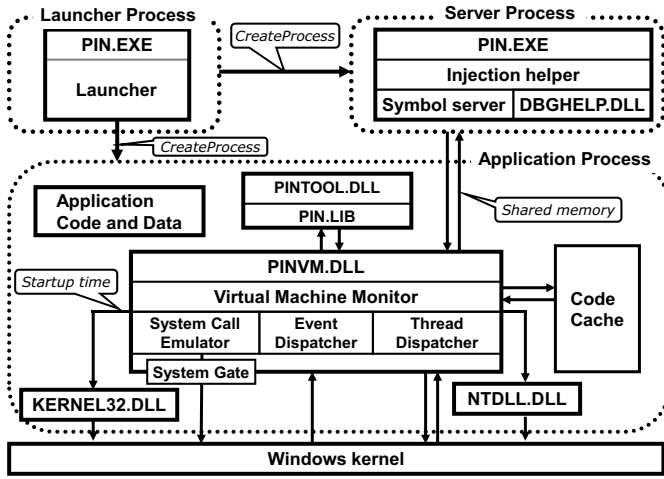 Launcher Process
Server Process
PIN.EXE
Launcher
CreateProcess
PIN.EXE
Injection helper
Symbol server
DBGHELP.DLL
CreateProcess
Application Process
Application
Code and Data
PINTOOL.DLL
PIN.LIB
Shared memory
PINVM.DLL
Virtual Machine Monitor
Startup time
System Call
Emulator
Event
Dispatcher
Thread
Dispatcher
Code
Cache
System Gate
KERNEL32.DLL
NTDLL.DLL
Windows kernel